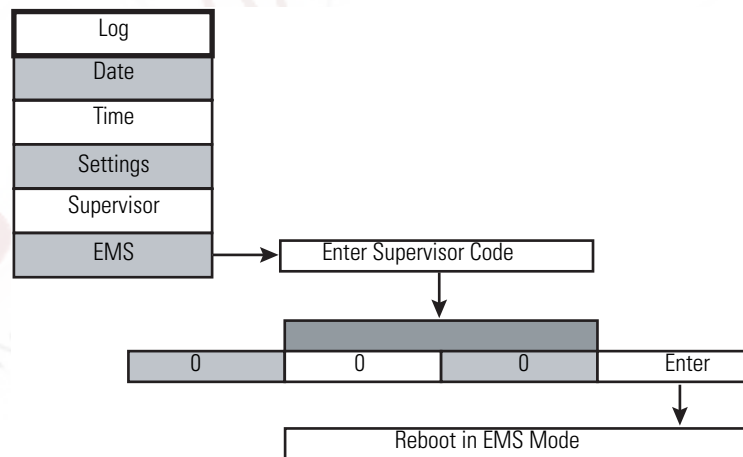 Log
Date
Time
Settings
Supervisor
EMS
Enter Supervisor Code
0 0 0 Enter
Reboot in EMS Mode